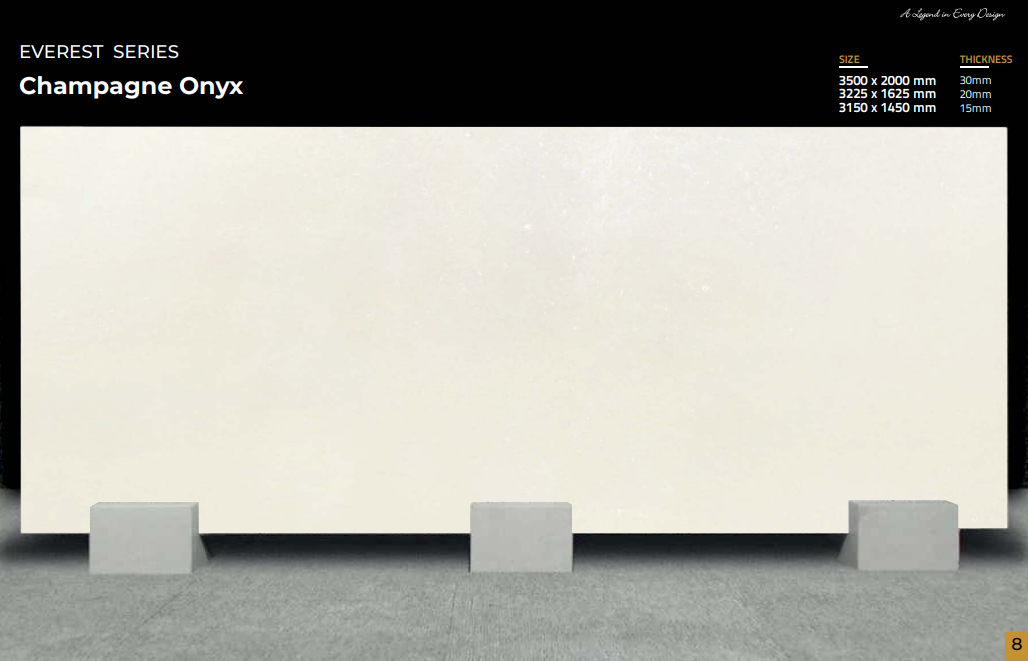 A Legend in Every Design
EVEREST SERIES
Champagne Onyx
SIZE THICKNESS
3500 x 2000 mm 30mm
3225 x 1625 mm 20mm
3150 x 1450 mm 15mm
8